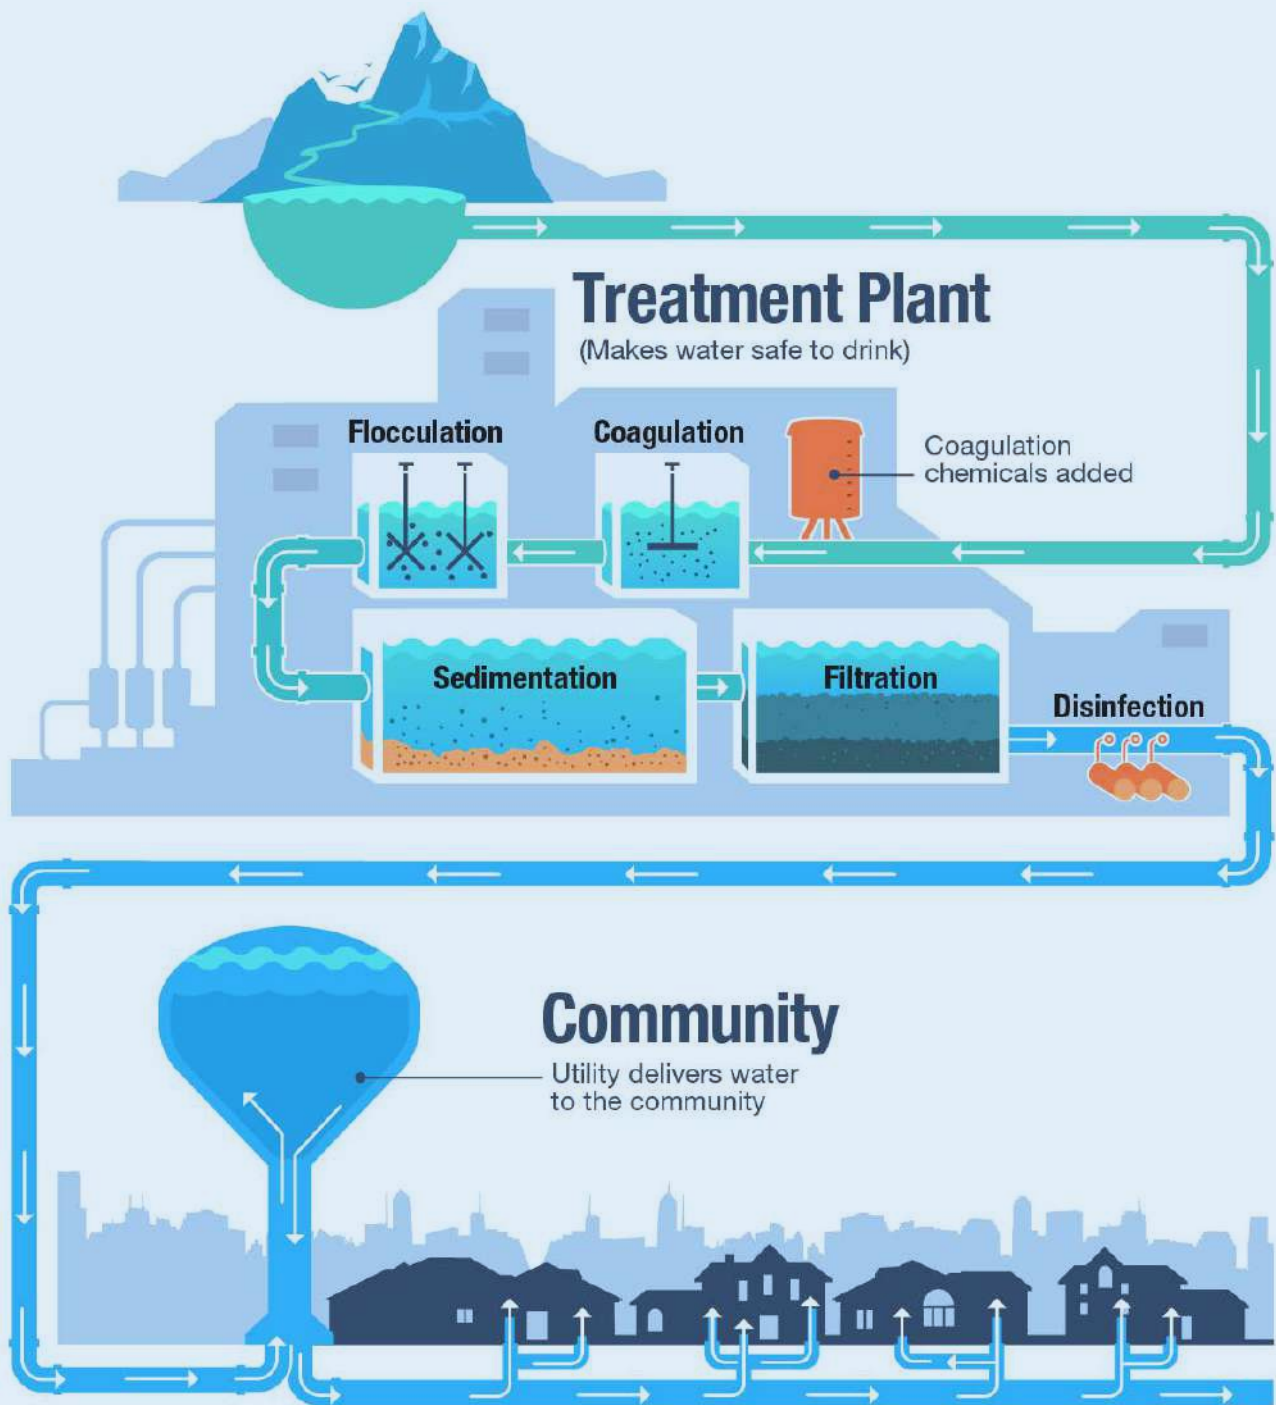 Treatment Plant
(Makes water safe to drink)
Flocculation
Coagulation
Coagulation
chemicals added
Sedimentation
Filtration
Disinfection
Community
Utility delivers water
to the community